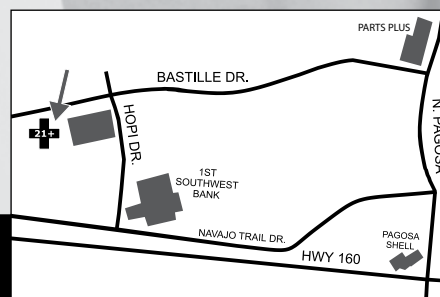 PARTS PLUS
BASTILLE DR.
N. PAGOSA
21+
HOPI DR.
1ST
SOUTHWEST
BANK
NAVAJO TRAIL DR.
PAGOSA
SHELL
HWY 160